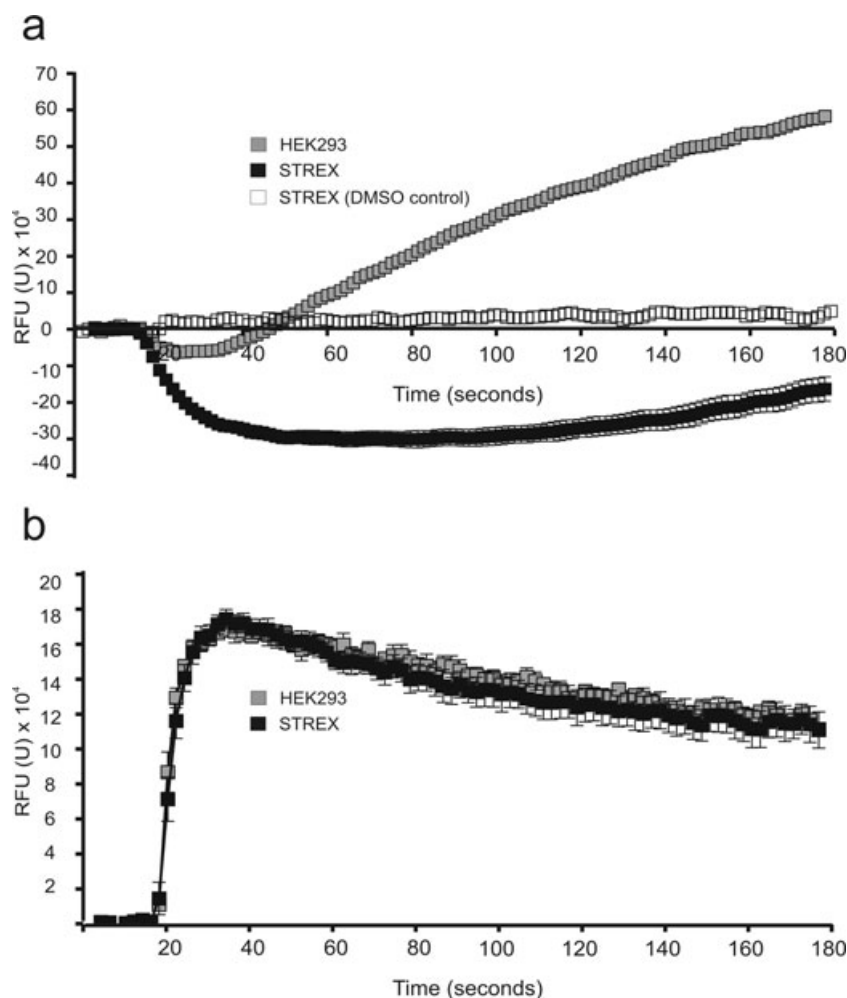 a
70
60
50
40
30
20
10
0
-10
-20
-30
-40
RFU (U) x 10⁴
HEK293
STREX
STREX (DMSO control)
20 40 60 80 100 120 140 160 180
Time (seconds)
b
20
18
16
14
12
10
8
6
4
2
RFU (U) x 10⁴
HEK293
STREX
20 40 60 80 100 120 140 160 180
Time (seconds)